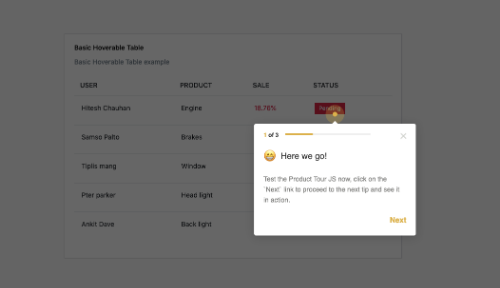 Basic Hoverable Table
Basic Hoverable Table example
USER PRODUCT SALE STATUS
Hitesh Chauhan Engine 18.76% Pending
Samso Palto Brakes
Tiplis mang Window
Pter parker Head light
Ankit Dave Back light
1 of 3
Here we go!
Test the Product Tour JS now, click on the
`Next` link to proceed to the next tip and see it
in action.
Next